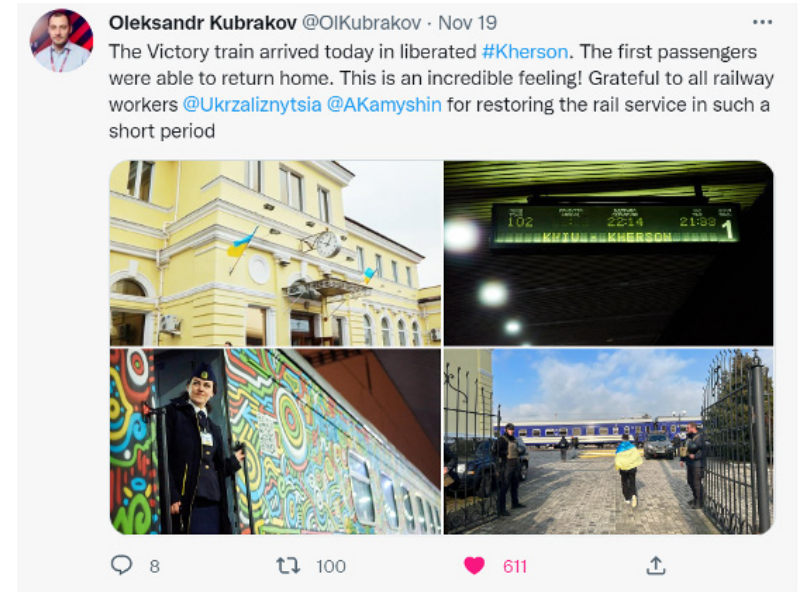 Oleksandr Kubrakov @OlKubrakov · Nov 19
The Victory train arrived today in liberated #Kherson. The first passengers
were able to return home. This is an incredible feeling! Grateful to all railway
workers @Ukrzaliznytsia @AKamyshin for restoring the rail service in such a
short period
102 22:14 21:33 1
KYIV - KHERSON
8 100 611